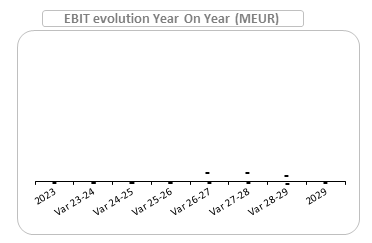 EBIT evolution Year On Year (MEUR)
2023
Var 23-24
Var 24-25
Var 25-26
Var 26-27
Var 27-28
Var 28-29
2029